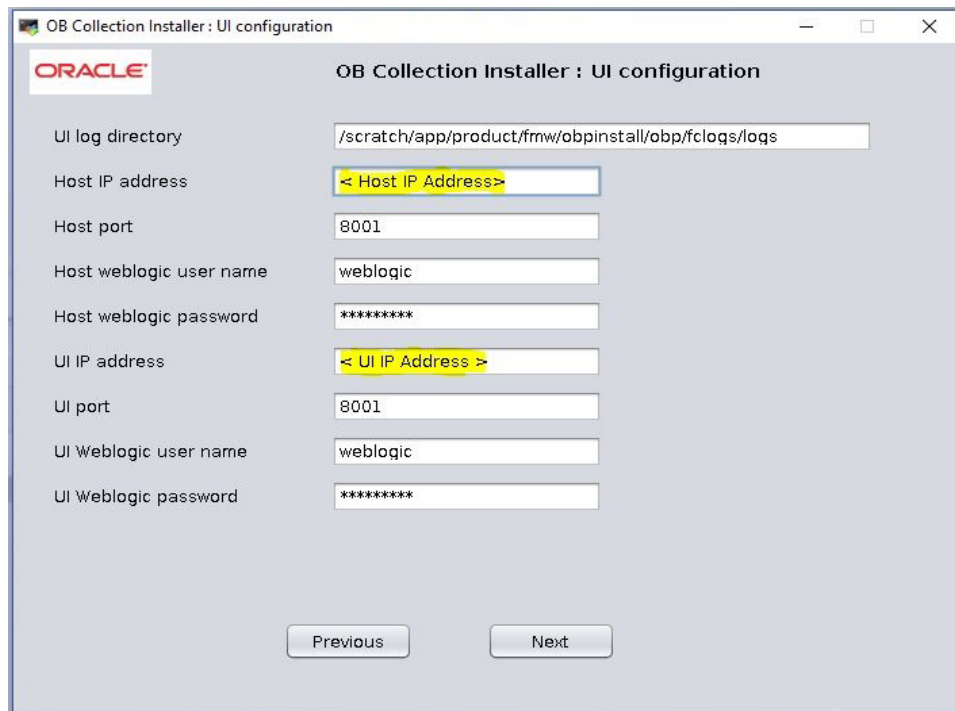 OB Collection Installer : UI configuration
ORACLE®
OB Collection Installer : UI configuration
UI log directory
/scratch/app/product/fmw/obpinstall/obp/fclogs/logs
Host IP address
< Host IP Address>
Host port
8001
Host weblogic user name
weblogic
Host weblogic password
*********
UI IP address
< UI IP Address >
UI port
8001
UI Weblogic user name
weblogic
UI Weblogic password
*********
Previous
Next